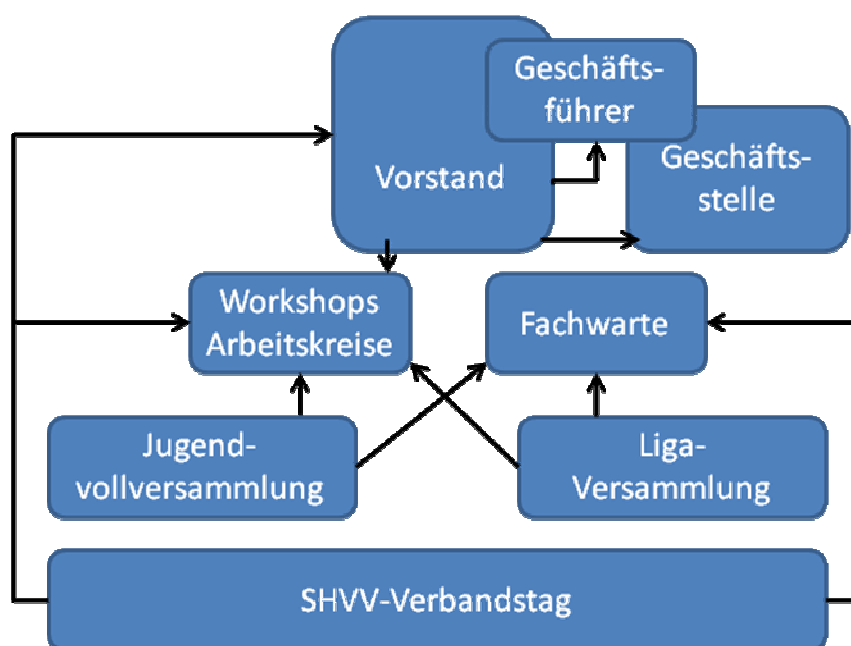 Geschäfts-
führer
Vorstand
Geschäfts-
stelle
Workshops
Arbeitskreise
Fachwarte
Jugend-
vollversammlung
Liga-
Versammlung
SHVV-Verbandstag